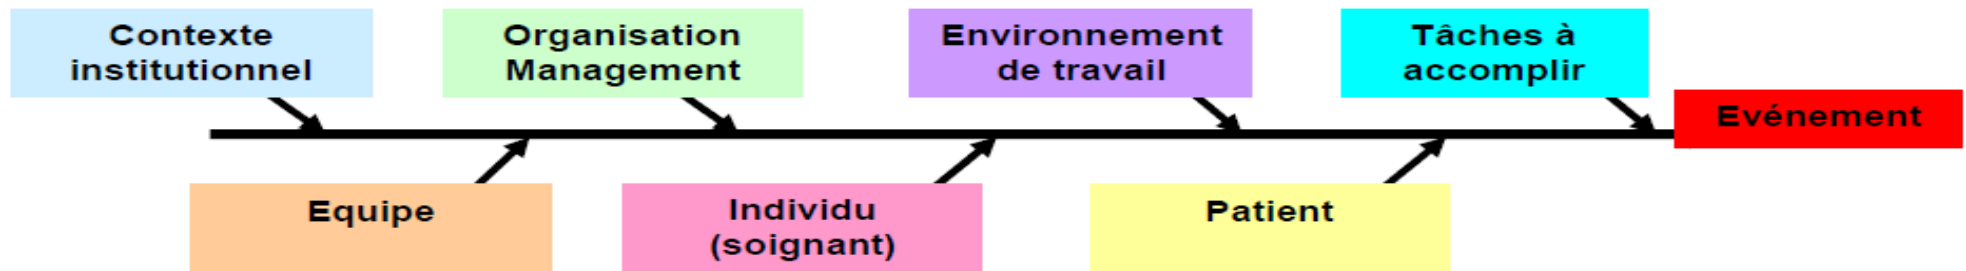 Contexte
institutionnel
Organisation
Management
Environnement
de travail
Tâches à
accomplir
Evénement
Equipe
Individu
(soignant)
Patient